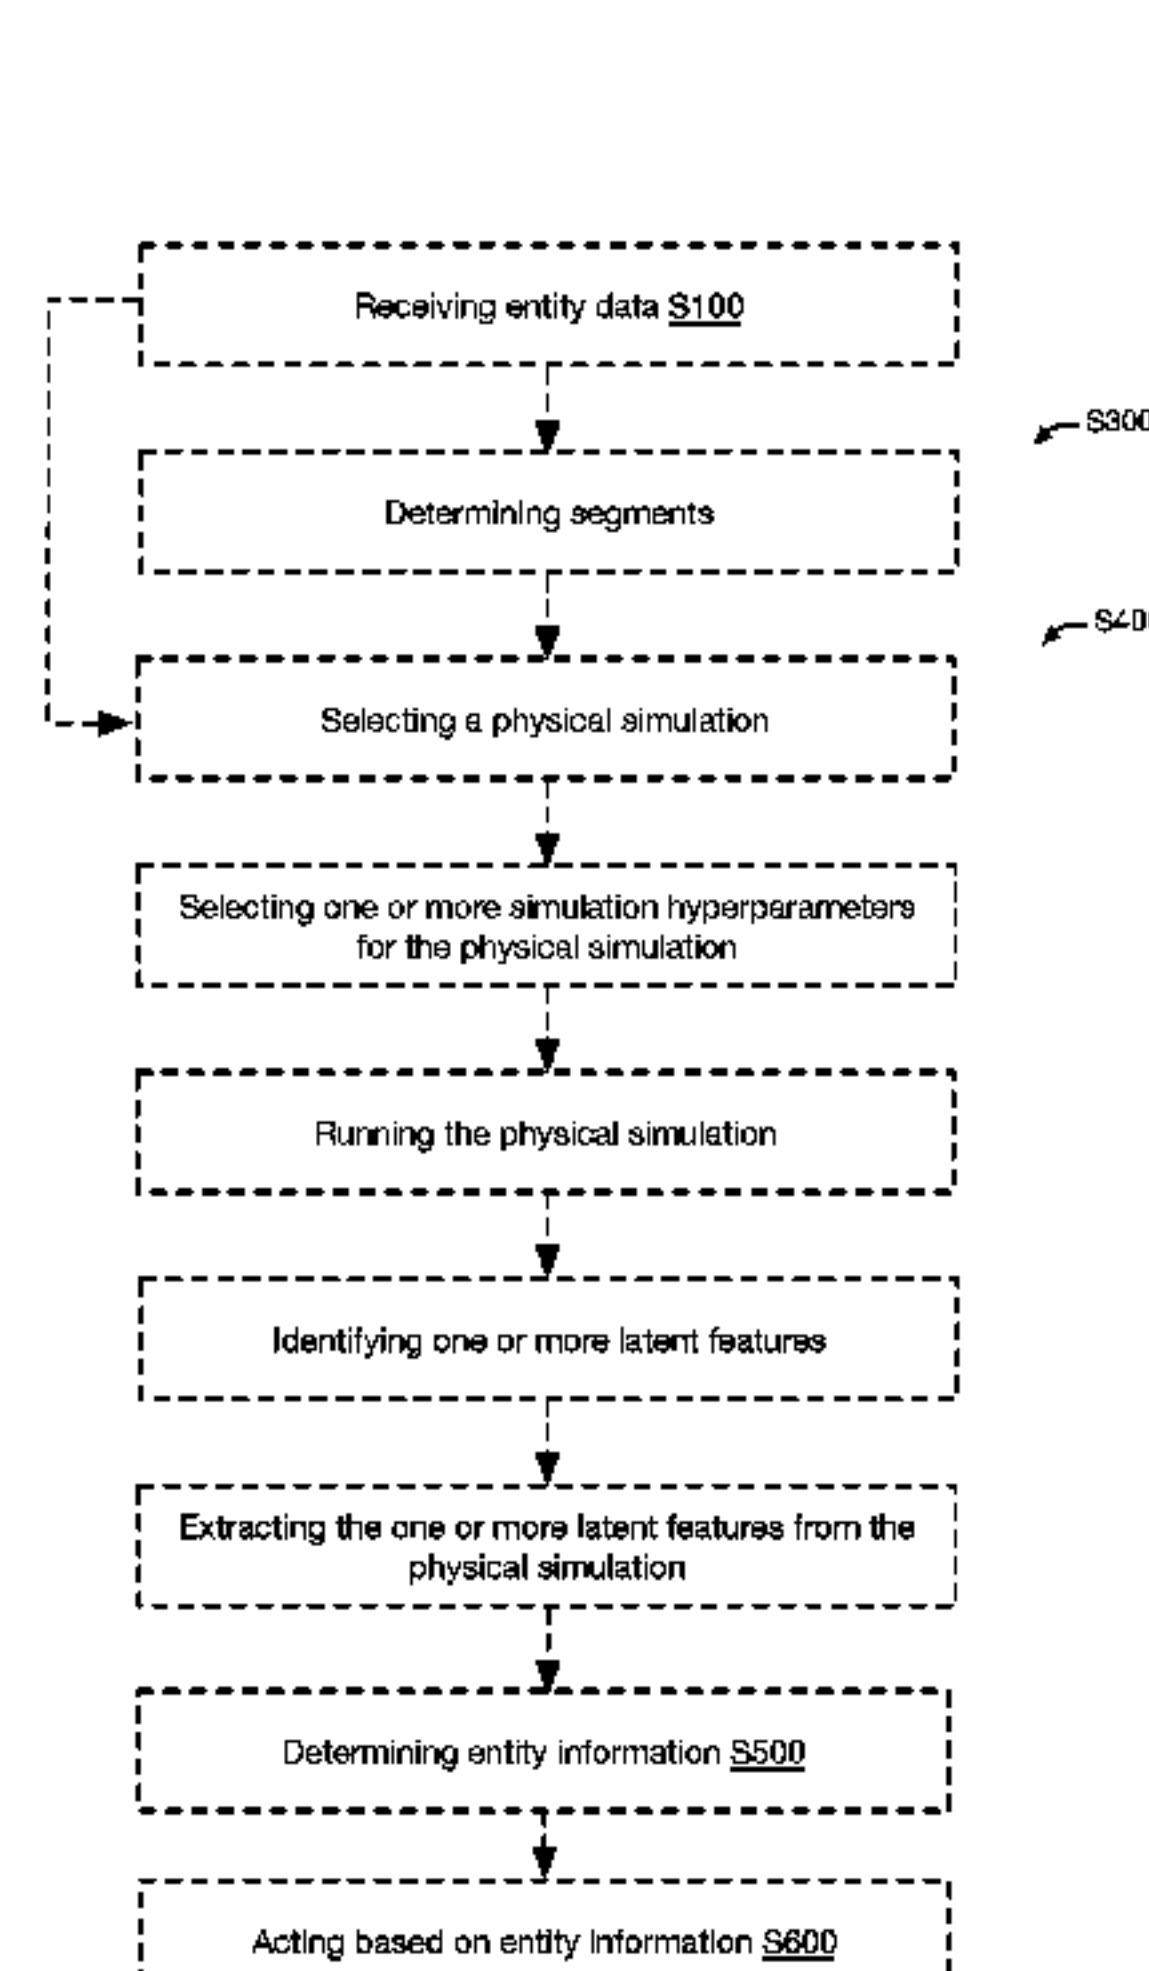 Receiving entity data S100
S300
Determining segments
Selecting a physical simulation
Selecting one or more simulation hyperparameters
for the physical simulation
Running the physical simulation
Identifying one or more latent features
Extracting the one or more latent features from the
physical simulation
Determining entity information S500
Acting based on entity information S600